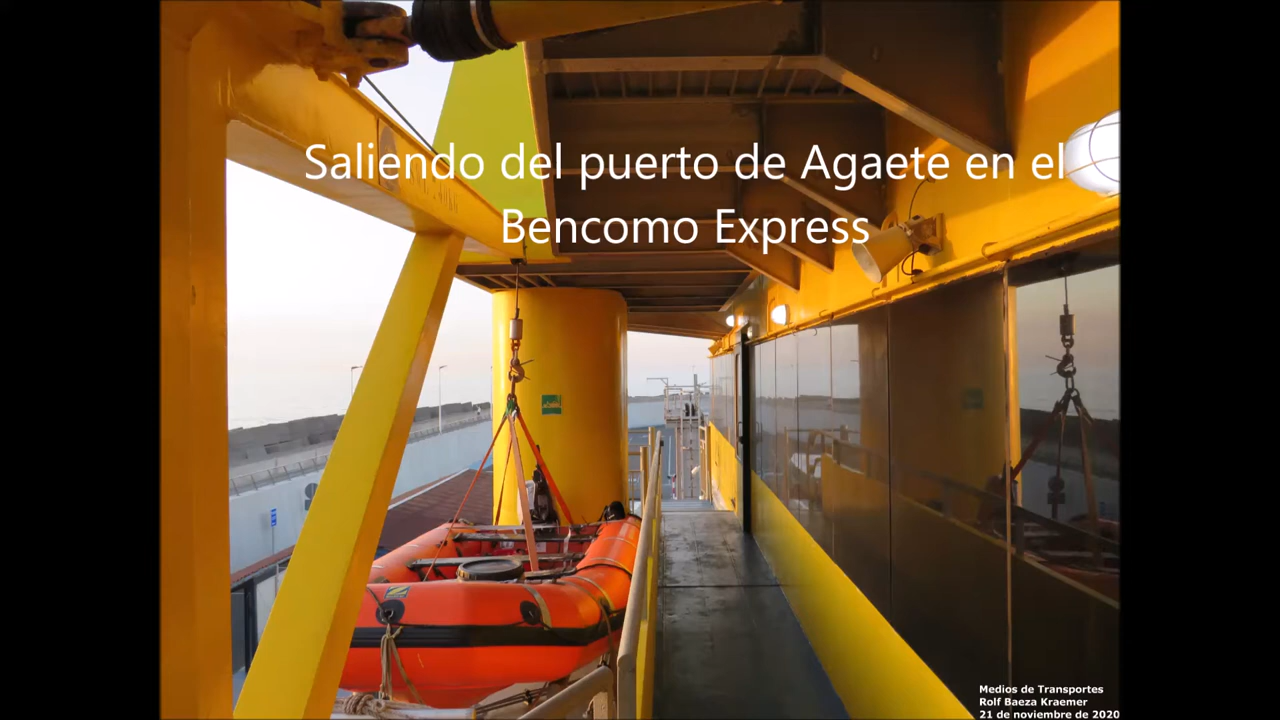 Saliendo del puerto de Agaete en el
Bencomo Express
Medios de Transportes
Rolf Baeza Kraemer
21 de noviembre de 2020